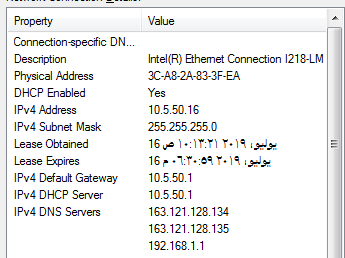 Property Value
Connection-specific DN...
Description Intel(R) Ethernet Connection I218-LM
Physical Address 3C-A8-2A-83-3F-EA
DHCP Enabled Yes
IPv4 Address 10.5.50.16
IPv4 Subnet Mask 255.255.255.0
Lease Obtained 16 يوليو، ٢٠١٩ ١٠:١٣:٢١ ص
Lease Expires 16 يوليو، ٢٠١٩ ٠٦:٣٠:٥٩ م
IPv4 Default Gateway 10.5.50.1
IPv4 DHCP Server 10.5.50.1
IPv4 DNS Servers 163.121.128.134
163.121.128.135
192.168.1.1